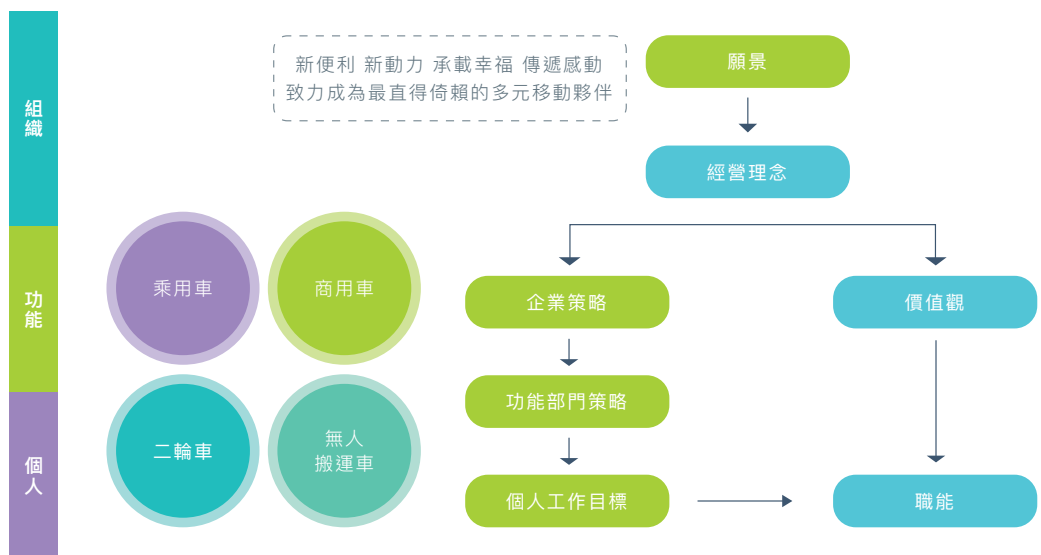 組織
新便利 新動力 承載幸福 傳遞感動
致力成為最直得倚賴的多元移動夥伴
願景
經營理念
功能
乘用車
商用車
企業策略
價值觀
功能部門策略
個人
二輪車
無人
搬運車
個人工作目標
職能